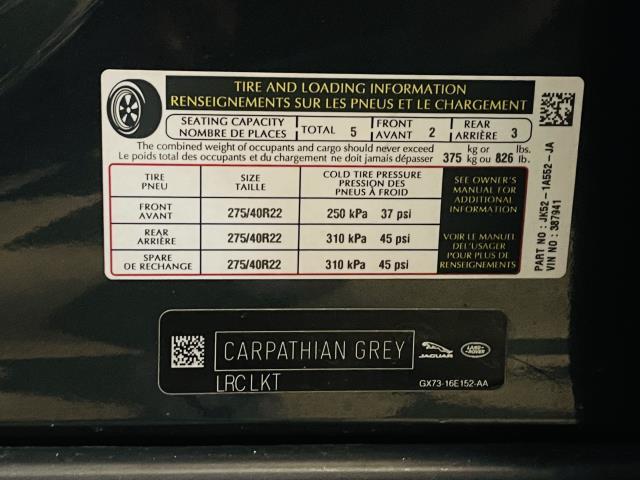 TIRE AND LOADING INFORMATION
RENSEIGNEMENTS SUR LES PNEUS ET LE CHARGEMENT
SEATING CAPACITY
NOMBRE DE PLACES
TOTAL 5
FRONT
AVANT 2
REAR
ARRIÈRE 3
The combined weight of occupants and cargo should never exceed 375 kg or 826 lbs.
Le poids total des occupants et du chargement ne doit jamais dépasser 375 kg ou 826 lb.
TIRE
PNEU
SIZE
TAILLE
COLD TIRE PRESSURE
PRESSION DES
PNEUS À FROID
FRONT
AVANT
275/40R22
250 kPa 37 psi
REAR
ARRIÈRE
275/40R22
310 kPa 45 psi
SPARE
DE RECHANGE
275/40R22
310 kPa 45 psi
SEE OWNER'S
MANUAL FOR
ADDITIONAL
INFORMATION
VOIR LE MANUEL
DEL'USAGER
POUR PLUS DE
RENSEIGNEMENTS
PART NO : JK52-1A552-JA
VIN NO : 387941
CARPATHIAN GREY
LRC LKT
JAGUAR
LAND ROVER
GX73-16E152-AA